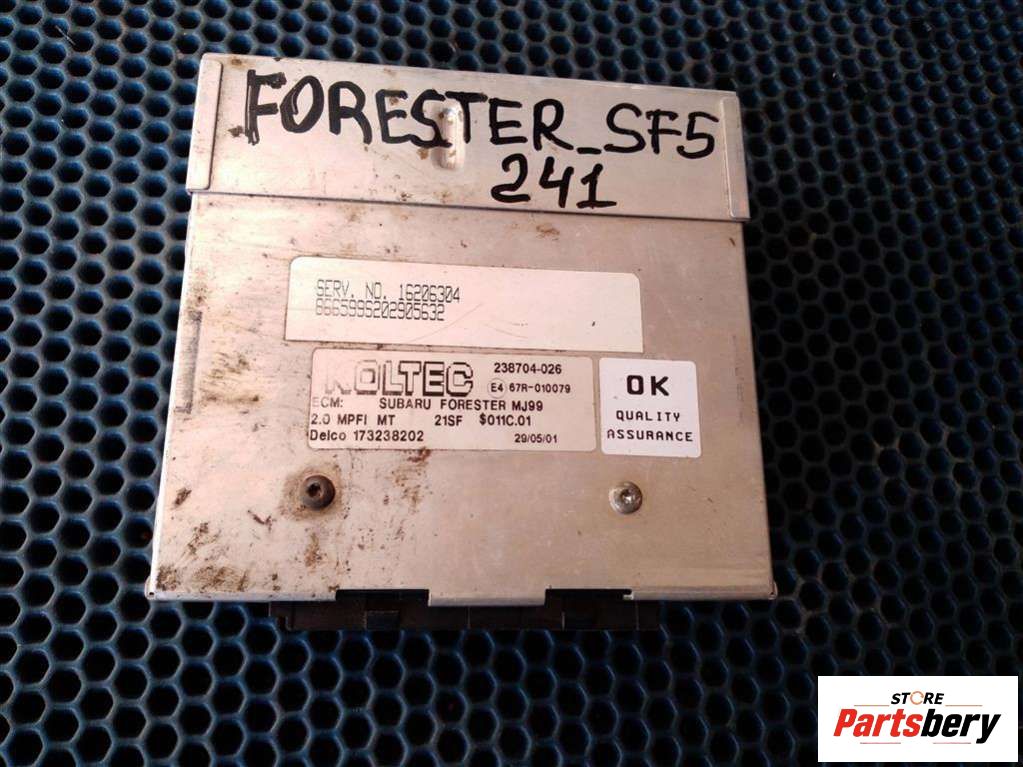 FORESTER_SF5
241
SERV. NO. 16206304
KOLTEC 238704-026
E4 67R-010079
ECM: SUBARU FORESTER MJ99
2.0 MPFI MT 21SF $011C.01
Delco 173238202 29/05/01
OK
QUALITY
ASSURANCE
STORE
Partsbery